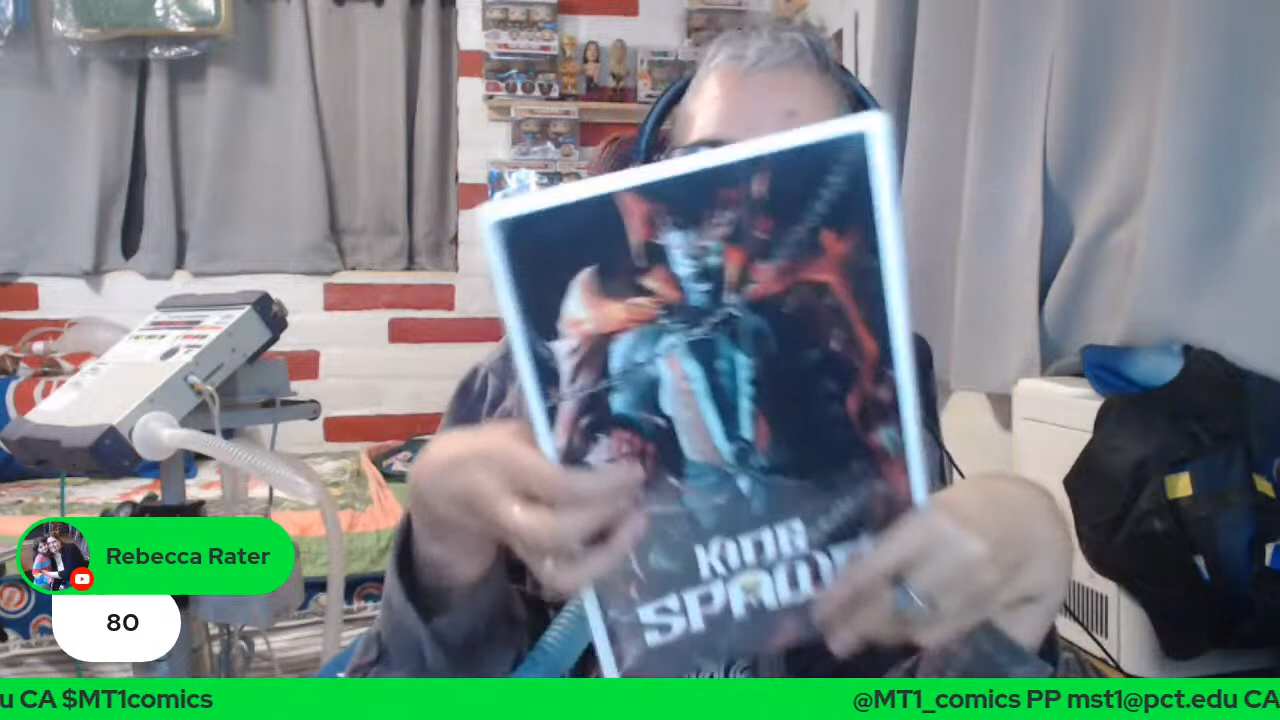 KING
SPAWN
Rebecca Rater
80
u CA $MT1comics
@MT1_comics PP mst1@pct.edu CA